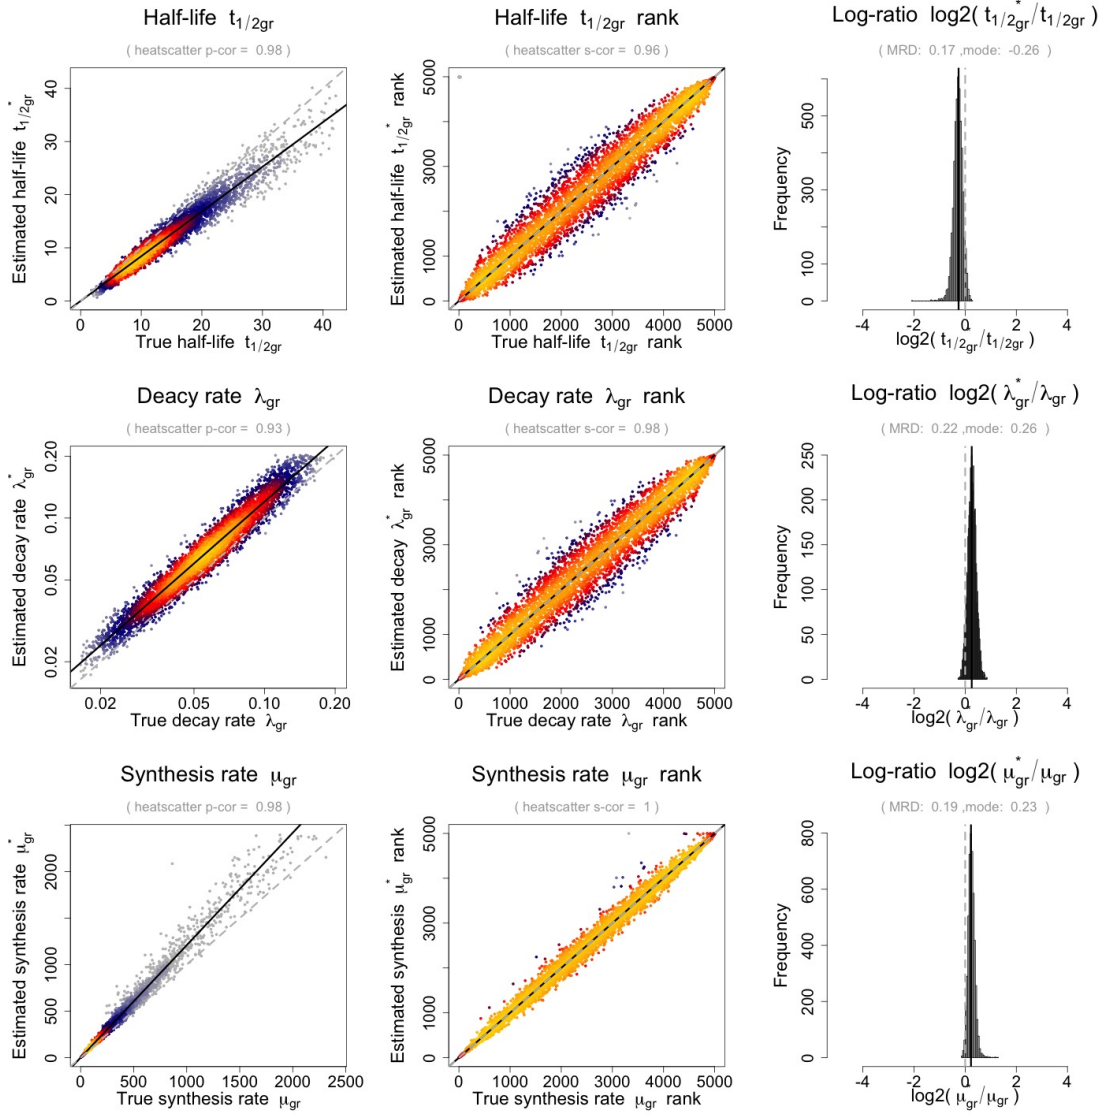 Half-life t1/2gr
( heatscatter p-cor = 0.98 )
Estimated half-life t1/2gr*
0 10 20 30 40
0 10 20 30 40
True half-life t1/2gr
Half-life t1/2gr rank
( heatscatter s-cor = 0.96 )
Estimated half-life t1/2gr* rank
0 1000 3000 5000
0 1000 2000 3000 4000 5000
True half-life t1/2gr rank
Log-ratio log2( t1/2gr*/t1/2gr )
( MRD: 0.17 ,mode: -0.26 )
Frequency
0 100 300 500
-4 -2 0 2 4
log2( t1/2gr*/t1/2gr )
Deacy rate λgr
( heatscatter p-cor = 0.93 )
Estimated decay rate λgr*
0.02 0.05 0.10 0.20
0.02 0.05 0.10 0.20
True decay rate λgr
Decay rate λgr rank
( heatscatter s-cor = 0.98 )
Estimated decay λgr* rank
0 1000 3000 5000
0 1000 2000 3000 4000 5000
True decay rate λgr rank
Log-ratio log2( λgr*/λgr )
( MRD: 0.22 ,mode: 0.26 )
Frequency
0 50 100 150 200 250
-4 -2 0 2 4
log2( λgr*/λgr )
Synthesis rate μgr
( heatscatter p-cor = 0.98 )
Estimated synthesis rate μgr*
0 500 1000 2000
0 500 1000 1500 2000 2500
True synthesis rate μgr
Synthesis rate μgr rank
( heatscatter s-cor = 1 )
Estimated synthesis μgr* rank
0 1000 3000 5000
0 1000 2000 3000 4000 5000
True synthesis rate μgr rank
Log-ratio log2( μgr*/μgr )
( MRD: 0.19 ,mode: 0.23 )
Frequency
0 200 400 600 800
-4 -2 0 2 4
log2( μgr*/μgr )